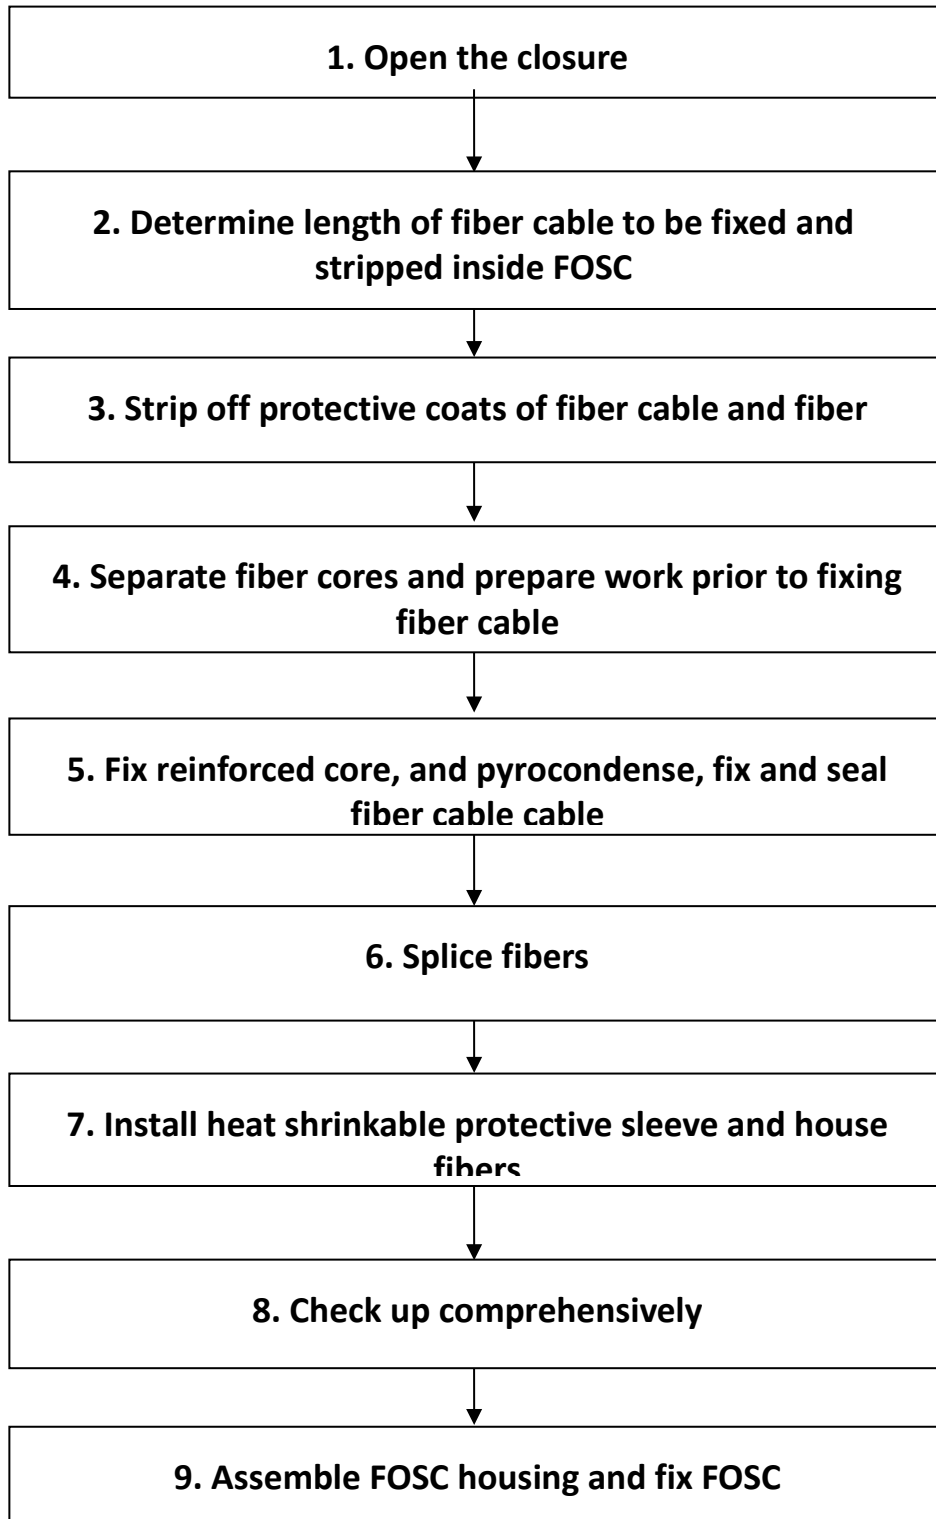 1. Open the closure
2. Determine length of fiber cable to be fixed and
stripped inside FOSC
3. Strip off protective coats of fiber cable and fiber
4. Separate fiber cores and prepare work prior to fixing
fiber cable
5. Fix reinforced core, and pyrocondense, fix and seal
fiber cable cable
6. Splice fibers
7. Install heat shrinkable protective sleeve and house
fibers
8. Check up comprehensively
9. Assemble FOSC housing and fix FOSC